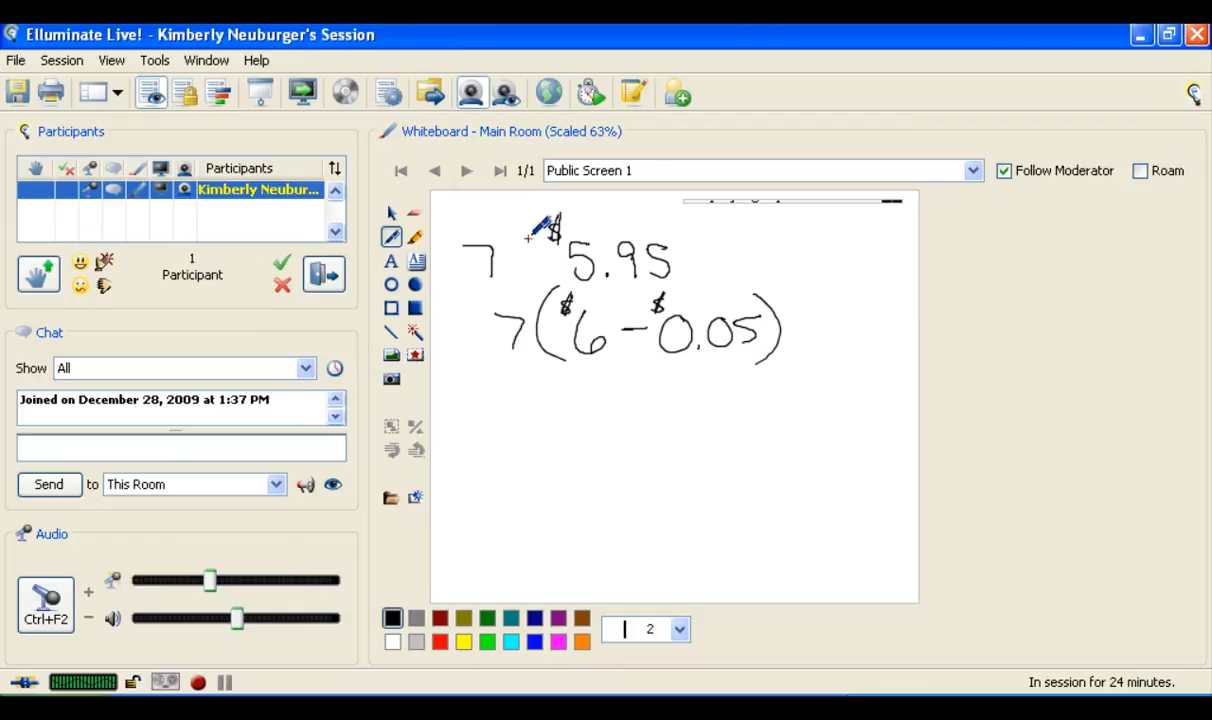 Elluminate Live! - Kimberly Neuburger's Session
File Session View Tools Window Help
Participants
Participants
Kimberly Neubur...
1
Participant
Chat
Show All
Joined on December 28, 2009 at 1:37 PM
Send to This Room
Audio
Ctrl+F2
Whiteboard - Main Room (Scaled 63%)
1/1 Public Screen 1 Follow Moderator Roam
7 $5.95
7($6 - $0.05)
2
In session for 24 minutes.